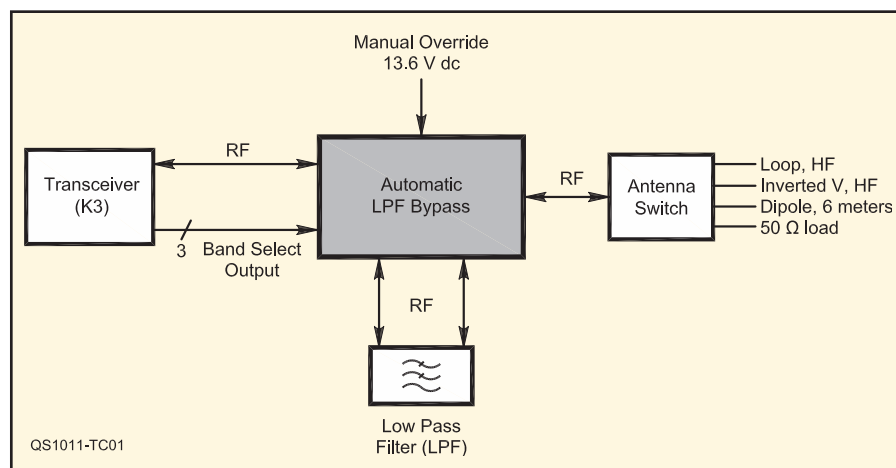 Manual Override
13.6 V dc
RF
Transceiver
(K3)
3
Band Select
Output
Automatic
LPF Bypass
RF
Antenna
Switch
Loop, HF
Inverted V, HF
Dipole, 6 meters
50 Ω load
RF
Low Pass
Filter (LPF)
QS1011-TC01